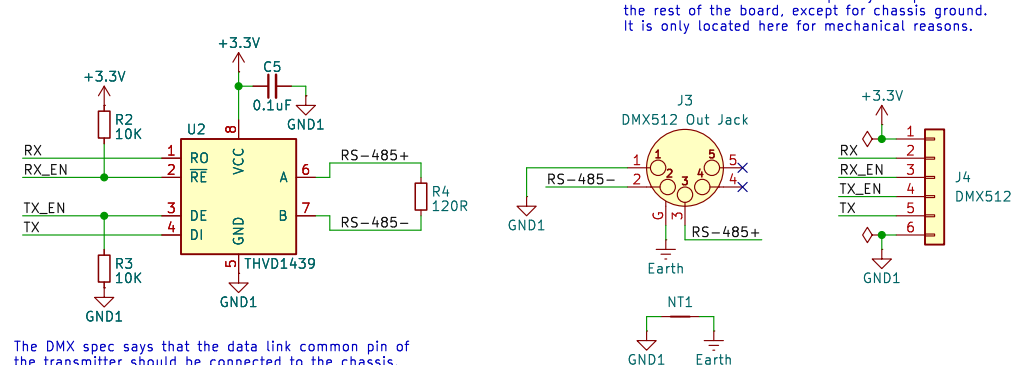 the rest of the board, except for chassis ground.
It is only located here for mechanical reasons.
+3.3V
C5
0.1uF
GND1
+3.3V
R2
10K
U2
8
RX
1
RO
VCC
RX_EN
2
RE
A
6
RS-485+
R4
120R
TX_EN
3
DE
B
7
RS-485-
TX
4
DI
GND
5
THVD1439
R3
10K
GND1
GND1
J3
DMX512 Out Jack
1
1
5
5
RS-485-
2
2
3
4
4
G
3
GND1
RS-485+
Earth
NT1
GND1
Earth
+3.3V
1
RX
2
RX_EN
3
J4
TX_EN
4
DMX512
TX
5
6
GND1
The DMX spec says that the data link common pin of
the transmitter should be connected to the chassis.